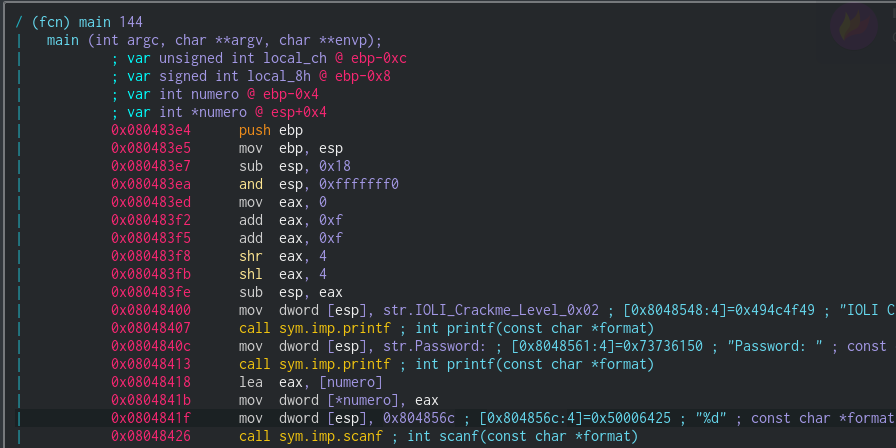 / (fcn) main 144
|   main (int argc, char **argv, char **envp);
|           ; var unsigned int local_ch @ ebp-0xc
|           ; var signed int local_8h @ ebp-0x8
|           ; var int numero @ ebp-0x4
|           ; var int *numero @ esp+0x4
|           0x080483e4      push ebp
|           0x080483e5      mov  ebp, esp
|           0x080483e7      sub  esp, 0x18
|           0x080483ea      and  esp, 0xfffffff0
|           0x080483ed      mov  eax, 0
|           0x080483f2      add  eax, 0xf
|           0x080483f5      add  eax, 0xf
|           0x080483f8      shr  eax, 4
|           0x080483fb      shl  eax, 4
|           0x080483fe      sub  esp, eax
|           0x08048400      mov  dword [esp], str.IOLI_Crackme_Level_0x02 ; [0x8048548:4]=0x494c4f49 ; "IOLI C
|           0x08048407      call sym.imp.printf ; int printf(const char *format)
|           0x0804840c      mov  dword [esp], str.Password: ; [0x8048561:4]=0x73736150 ; "Password: " ; const
|           0x08048413      call sym.imp.printf ; int printf(const char *format)
|           0x08048418      lea  eax, [numero]
|           0x0804841b      mov  dword [*numero], eax
|           0x0804841f      mov  dword [esp], 0x804856c ; [0x804856c:4]=0x50006425 ; "%d" ; const char *format
|           0x08048426      call sym.imp.scanf ; int scanf(const char *format)